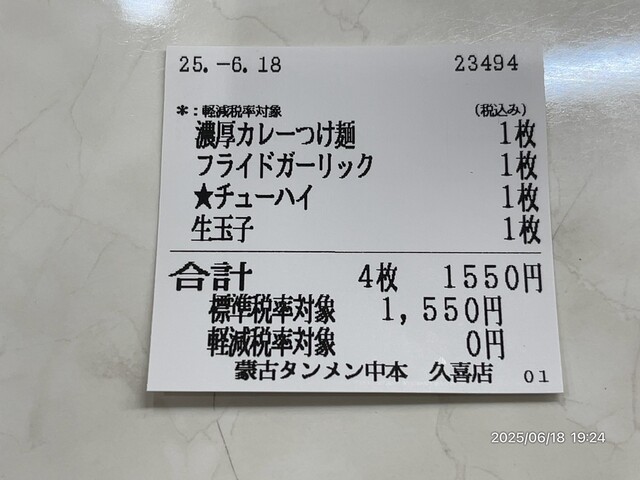 25.-6.18 23494
*：軽減税率対象 (税込み)
濃厚カレーつけ麺 1枚
フライドガーリック 1枚
★チューハイ 1枚
生玉子 1枚
合計 4枚 1550円
標準税率対象 1,550円
軽減税率対象 0円
蒙古タンメン中本 久喜店 01
2025/06/18 19:24